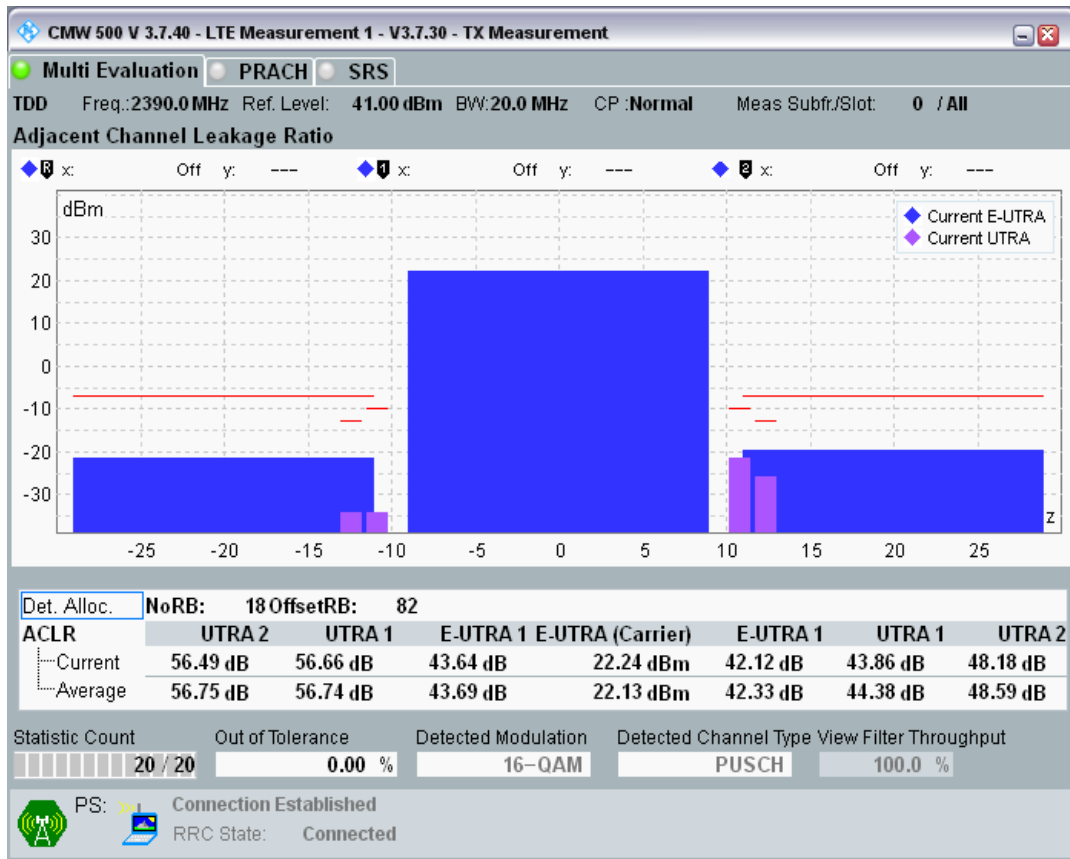 CMW 500 V 3.7.40 - LTE Measurement 1 - V3.7.30 - TX Measurement
Multi Evaluation PRACH SRS
TDD Freq.:2390.0 MHz Ref. Level: 41.00 dBm BW:20.0 MHz CP :Normal Meas Subfr./Slot: 0 / All
Adjacent Channel Leakage Ratio
R x: Off y: --- 1 x: Off y: --- 2 x: Off y: ---
dBm
Current E-UTRA
Current UTRA
30
20
10
0
-10
-20
-30
z
-25 -20 -15 -10 -5 0 5 10 15 20 25
Det. Alloc. NoRB: 18 OffsetRB: 82
ACLR UTRA 2 UTRA 1 E-UTRA 1 E-UTRA (Carrier) E-UTRA 1 UTRA 1 UTRA 2
Current 56.49 dB 56.66 dB 43.64 dB 22.24 dBm 42.12 dB 43.86 dB 48.18 dB
Average 56.75 dB 56.74 dB 43.69 dB 22.13 dBm 42.33 dB 44.38 dB 48.59 dB
Statistic Count Out of Tolerance Detected Modulation Detected Channel Type View Filter Throughput
20 / 20 0.00 % 16-QAM PUSCH 100.0 %
PS: Connection Established
RRC State: Connected